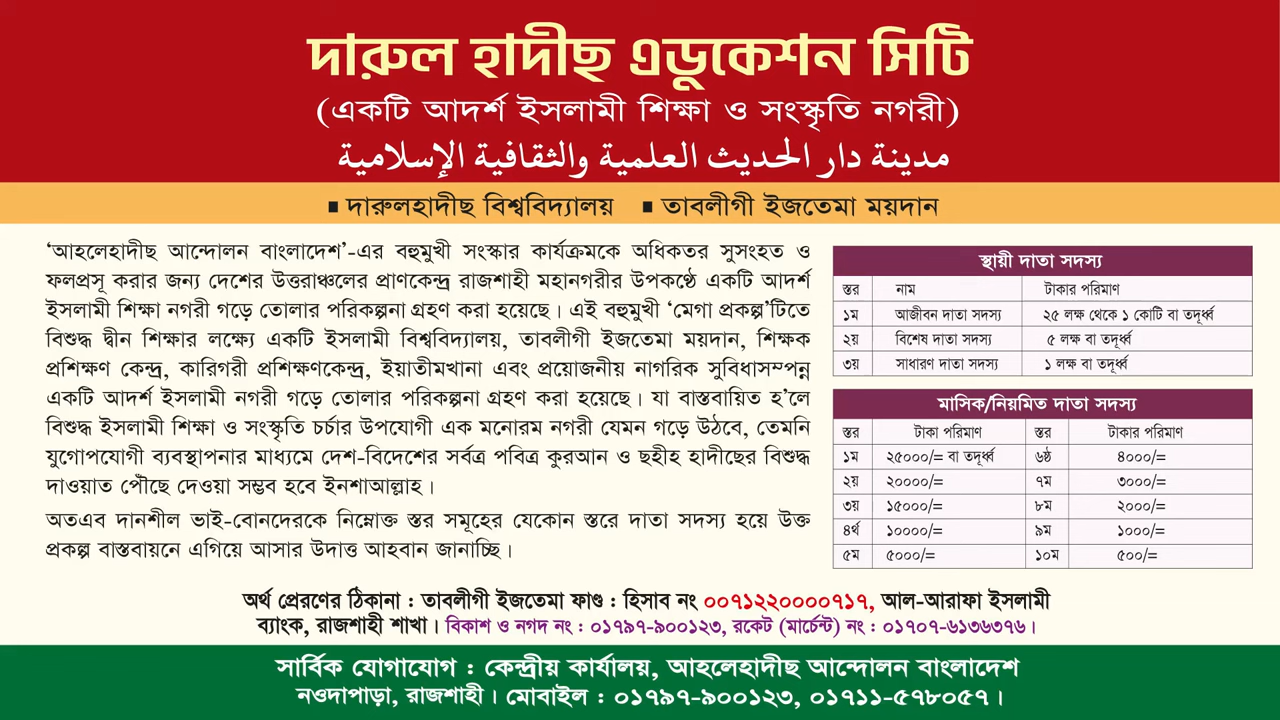 দারুল হাদীছ এডুকেশন সিটি
(একটি আদর্শ ইসলামী শিক্ষা ও সংস্কৃতি নগরী)
مدينة دار الحديث العلمية والثقافية الإسلامية
■ দারুলহাদীছ বিশ্ববিদ্যালয় ■ তাবলীগী ইজতেমা ময়দান
‘আহলেহাদীছ আন্দোলন বাংলাদেশ’-এর বহুমুখী সংস্কার কার্যক্রমকে অধিকতর সুসংহত ও
ফলপ্রসূ করার জন্য দেশের উত্তরাঞ্চলের প্রাণকেন্দ্র রাজশাহী মহানগরীর উপকণ্ঠে একটি আদর্শ
ইসলামী শিক্ষা নগরী গড়ে তোলার পরিকল্পনা গ্রহণ করা হয়েছে। এই বহুমুখী ‘মেগা প্রকল্প’টিতে
বিশুদ্ধ দ্বীন শিক্ষার লক্ষ্যে একটি ইসলামী বিশ্ববিদ্যালয়, তাবলীগী ইজতেমা ময়দান, শিক্ষক
প্রশিক্ষণ কেন্দ্র, কারিগরী প্রশিক্ষণকেন্দ্র, ইয়াতীমখানা এবং প্রয়োজনীয় নাগরিক সুবিধাসম্পন্ন
একটি আদর্শ ইসলামী নগরী গড়ে তোলার পরিকল্পনা গ্রহণ করা হয়েছে। যা বাস্তবায়িত হ’লে
বিশুদ্ধ ইসলামী শিক্ষা ও সংস্কৃতি চর্চার উপযোগী এক মনোরম নগরী যেমন গড়ে উঠবে, তেমনি
যুগোপযোগী ব্যবস্থাপনার মাধ্যমে দেশ-বিদেশের সর্বত্র পবিত্র কুরআন ও ছহীহ হাদীছের বিশুদ্ধ
দাওয়াত পৌঁছে দেওয়া সম্ভব হবে ইনশাআল্লাহ।
অতএব দানশীল ভাই-বোনদেরকে নিম্নোক্ত স্তর সমূহের যেকোন স্তরে দাতা সদস্য হয়ে উক্ত
প্রকল্প বাস্তবায়নে এগিয়ে আসার উদাত্ত আহবান জানাচ্ছি।
স্থায়ী দাতা সদস্য
স্তর নাম টাকার পরিমাণ
১ম আজীবন দাতা সদস্য ২৫ লক্ষ থেকে ১ কোটি বা তদূর্ধ্ব
২য় বিশেষ দাতা সদস্য ৫ লক্ষ বা তদূর্ধ্ব
৩য় সাধারণ দাতা সদস্য ১ লক্ষ বা তদূর্ধ্ব
মাসিক/নিয়মিত দাতা সদস্য
স্তর টাকা পরিমাণ স্তর টাকার পরিমাণ
১ম ২৫০০০/= বা তদূর্ধ্ব ৬ষ্ঠ ৪০০০/=
২য় ২০০০০/= ৭ম ৩০০০/=
৩য় ১৫০০০/= ৮ম ২০০০/=
৪র্থ ১০০০০/= ৯ম ১০০০/=
৫ম ৫০০০/= ১০ম ৫০০/=
অর্থ প্রেরণের ঠিকানা : তাবলীগী ইজতেমা ফাণ্ড : হিসাব নং ০০৭১২২০০০০৭১৭, আল-আরাফা ইসলামী
ব্যাংক, রাজশাহী শাখা। বিকাশ ও নগদ নং : ০১৭৯৭-৯০০১২৩, রকেট (মার্চেন্ট) নং : ০১৭০৭-৬১৩৬৩৭৬।
সার্বিক যোগাযোগ : কেন্দ্রীয় কার্যালয়, আহলেহাদীছ আন্দোলন বাংলাদেশ
নওদাপাড়া, রাজশাহী। মোবাইল : ০১৭৯৭-৯০০১২৩, ০১৭১১-৫৭৮০৫৭।